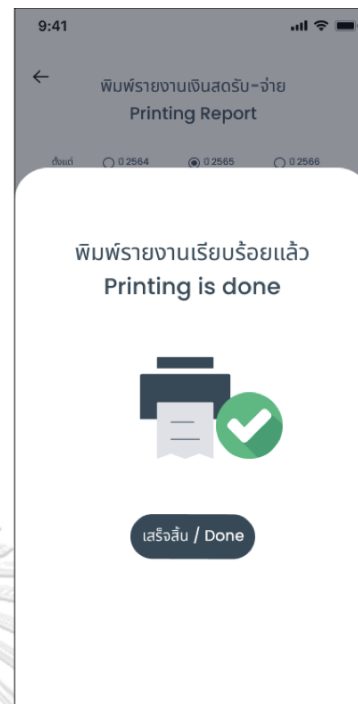 9:41
พิมพ์รายงานเงินสดรับ-จ่าย
Printing Report
ตั้งแต่ ปี 2564 ปี 2565 ปี 2566
พิมพ์รายงานเรียบร้อยแล้ว
Printing is done
เสร็จสิ้น / Done